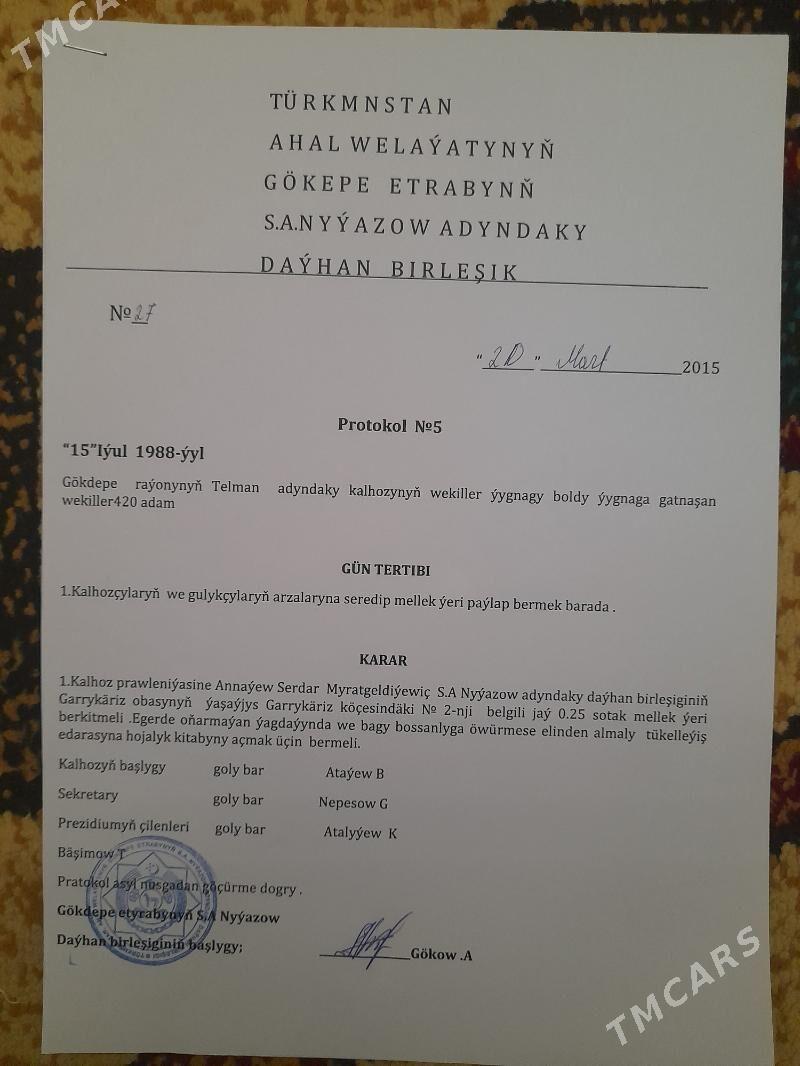 TMCARS
TÜRKMNSTAN
AHAL WELAÝATYNYŇ
GÖKEPE ETRABYNŇ
S.A.NYÝAZOW ADYNDAKY
DAÝHAN BIRLEŞIK
№ 27
"20" Mart 2015
Protokol №5
"15"Iýul 1988-ýyl
Gökdepe raýonynyň Telman adyndaky kalhozynyň wekiller ýygnagy boldy ýygnaga gatnaşan
wekiller420 adam
GÜN TERTIBI
1.Kalhozçylaryň we gulykçylaryň arzalaryna seredip mellek ýeri paýlap bermek barada .
KARAR
1.Kalhoz prawleniýasine Annaýew Serdar Myratgeldiýewiç S.A Nyýazow adyndaky daýhan birleşiginiň
Garrykäriz obasynyň ýaşaýjys Garrykäriz köçesindäki № 2-nji belgili jaý 0.25 sotak mellek ýeri
berkitmeli .Egerde oňarmaýan ýagdaýynda we bagy bossanlyga öwürmese elinden almaly tükelleýiş
edarasyna hojalyk kitabyny açmak üçin bermeli.
Kalhozyň başlygy goly bar Ataýew B
Sekretary goly bar Nepesow G
Prezidiumyň çilenleri goly bar Atalyýew K
Bäşimow T
Pratokol asyl nusgadan göçürme dogry .
Gökdepe etyrabynyň S.A Nyýazow
Daýhan birleşiginiň başlygy; Gökow .A
TMCARS